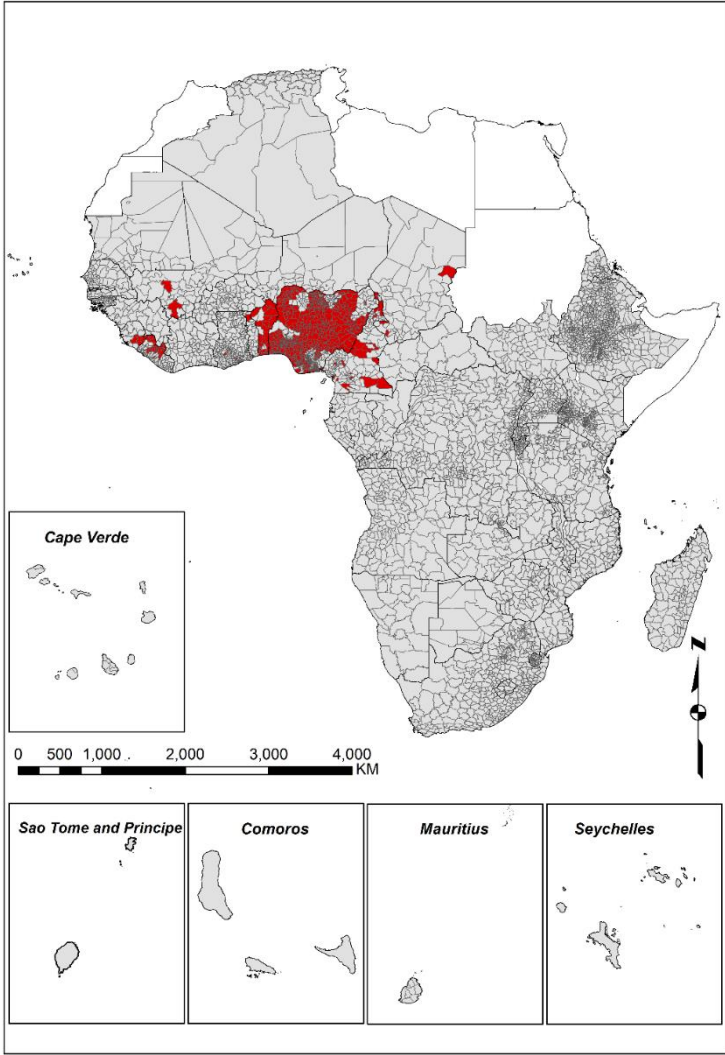 Cape Verde
0 500 1,000 2,000 3,000 4,000
KM
N
Sao Tome and Principe
Comoros
Mauritius
Seychelles